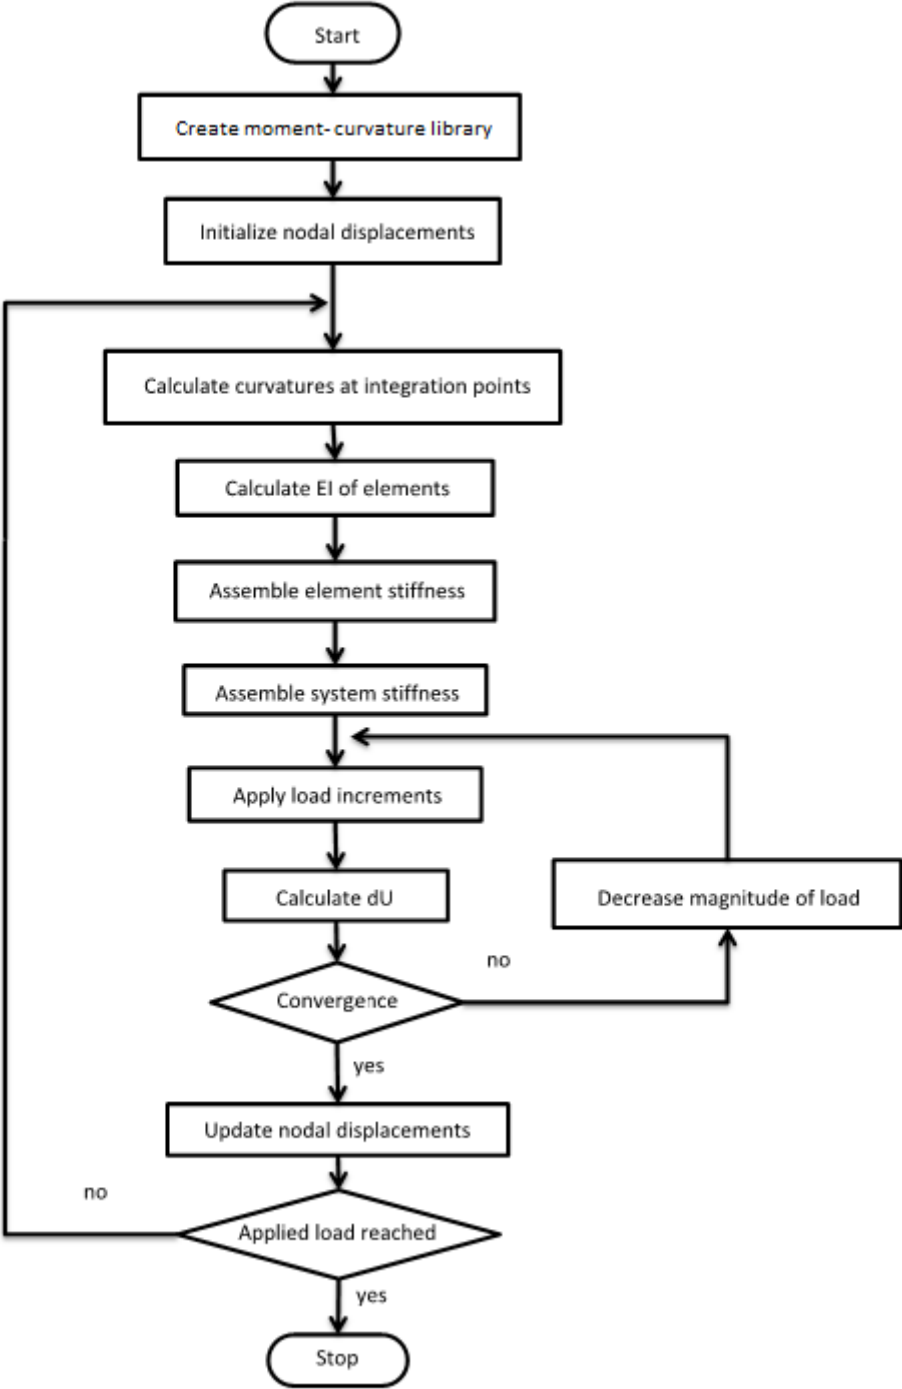 Start
Create moment- curvature library
Initialize nodal displacements
Calculate curvatures at integration points
Calculate EI of elements
Assemble element stiffness
Assemble system stiffness
Apply load increments
Calculate dU
Decrease magnitude of load
no
Convergence
yes
Update nodal displacements
no
Applied load reached
yes
Stop